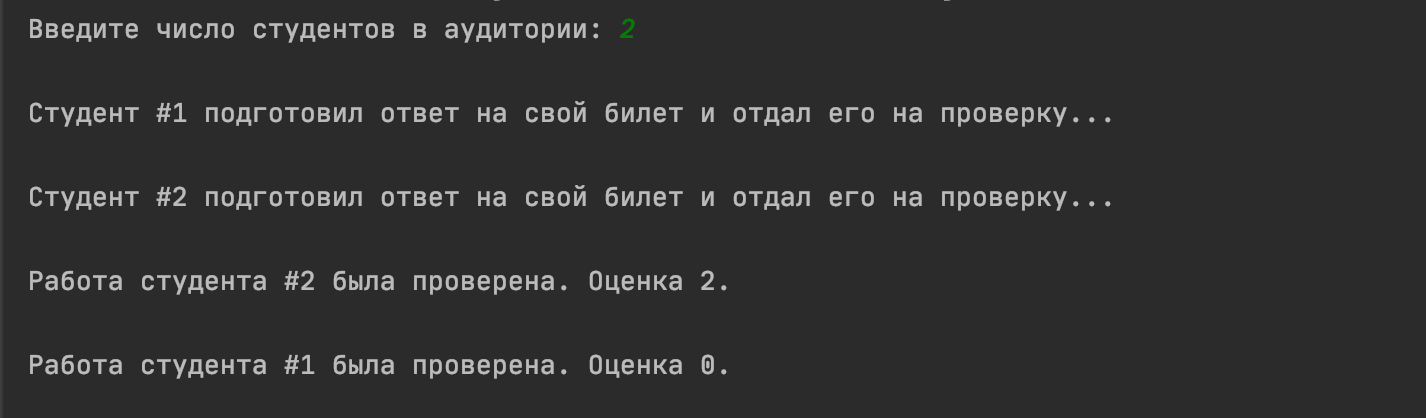 Введите число студентов в аудитории: 2
Студент #1 подготовил ответ на свой билет и отдал его на проверку...
Студент #2 подготовил ответ на свой билет и отдал его на проверку...
Работа студента #2 была проверена. Оценка 2.
Работа студента #1 была проверена. Оценка 0.